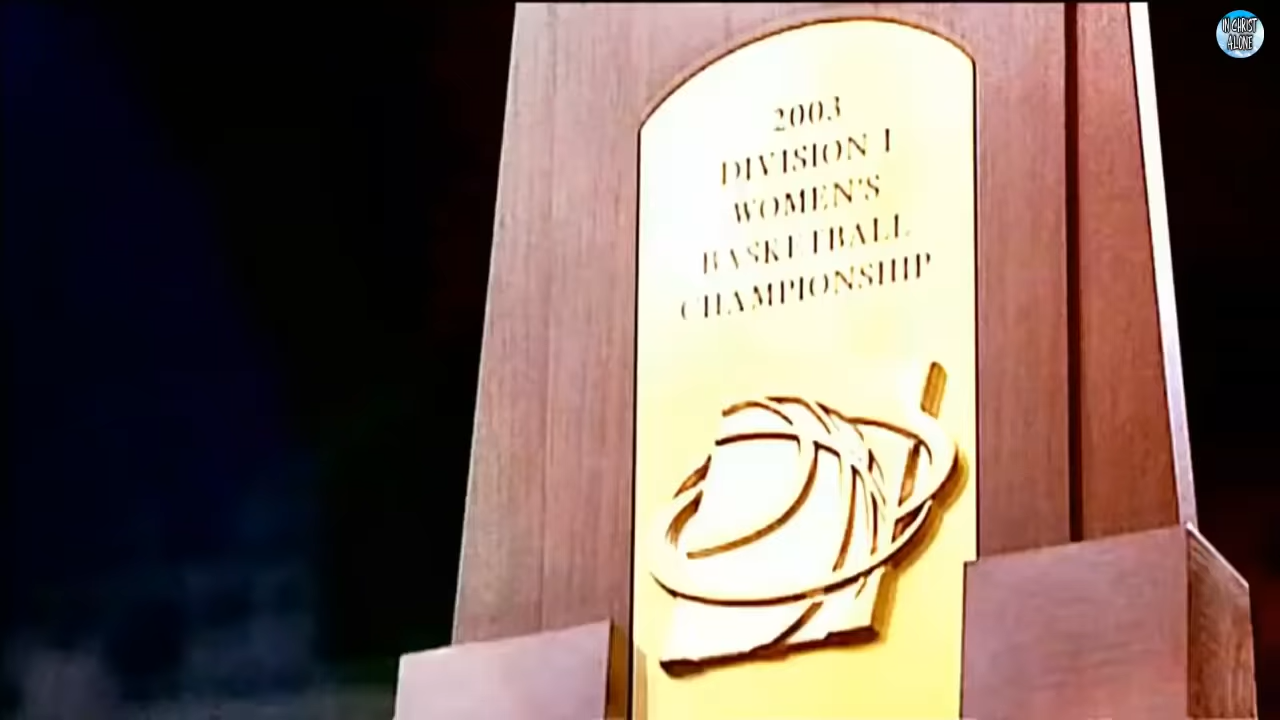 2003
DIVISION I
WOMEN'S
BASKETBALL
CHAMPIONSHIP
IN CHRIST
ALONE